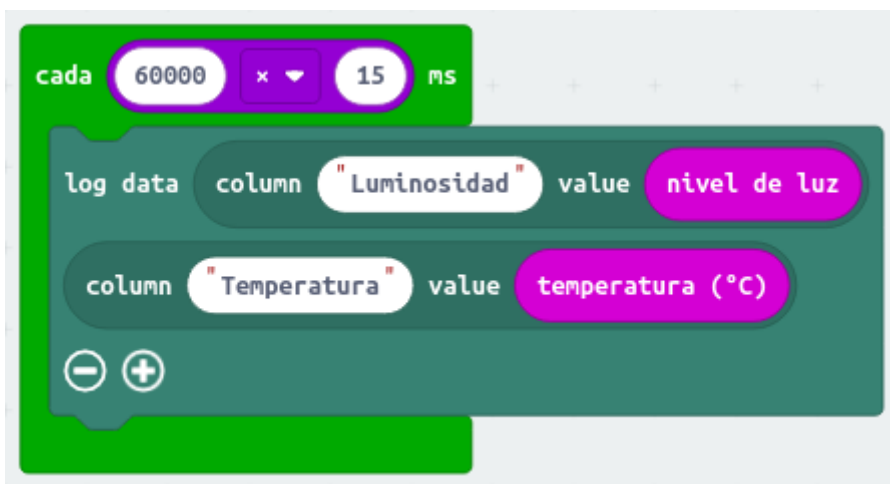 cada 60000 × 15 ms
log data column "Luminosidad" value nivel de luz
column "Temperatura" value temperatura (°C)